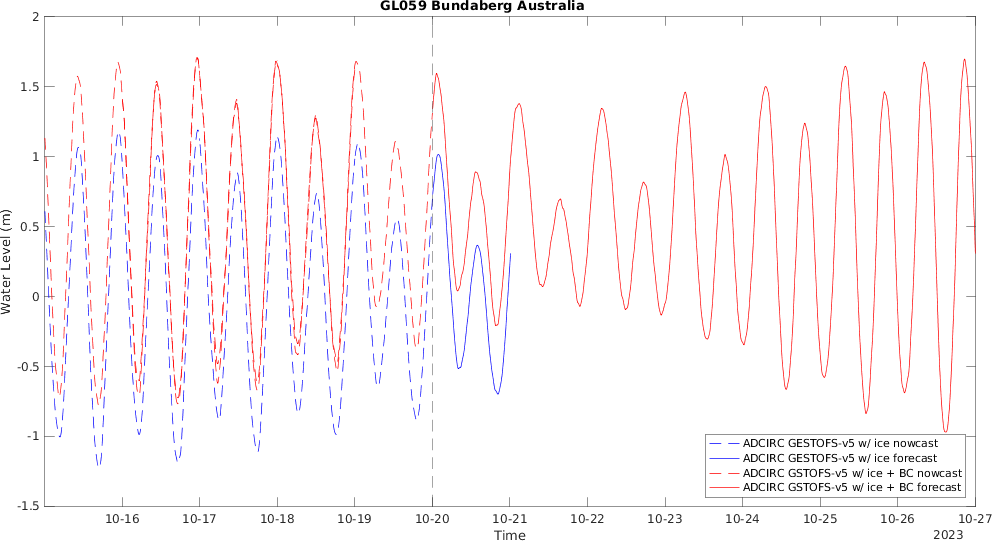 GL059 Bundaberg Australia
2
1.5
1
0.5
0
-0.5
-1
-1.5
Water Level (m)
ADCIRC GESTOFS-v5 w/ ice nowcast
ADCIRC GESTOFS-v5 w/ ice forecast
ADCIRC GSTOFS-v5 w/ ice + BC nowcast
ADCIRC GSTOFS-v5 w/ ice + BC forecast
10-16 10-17 10-18 10-19 10-20 10-21 10-22 10-23 10-24 10-25 10-26 10-27
Time
2023